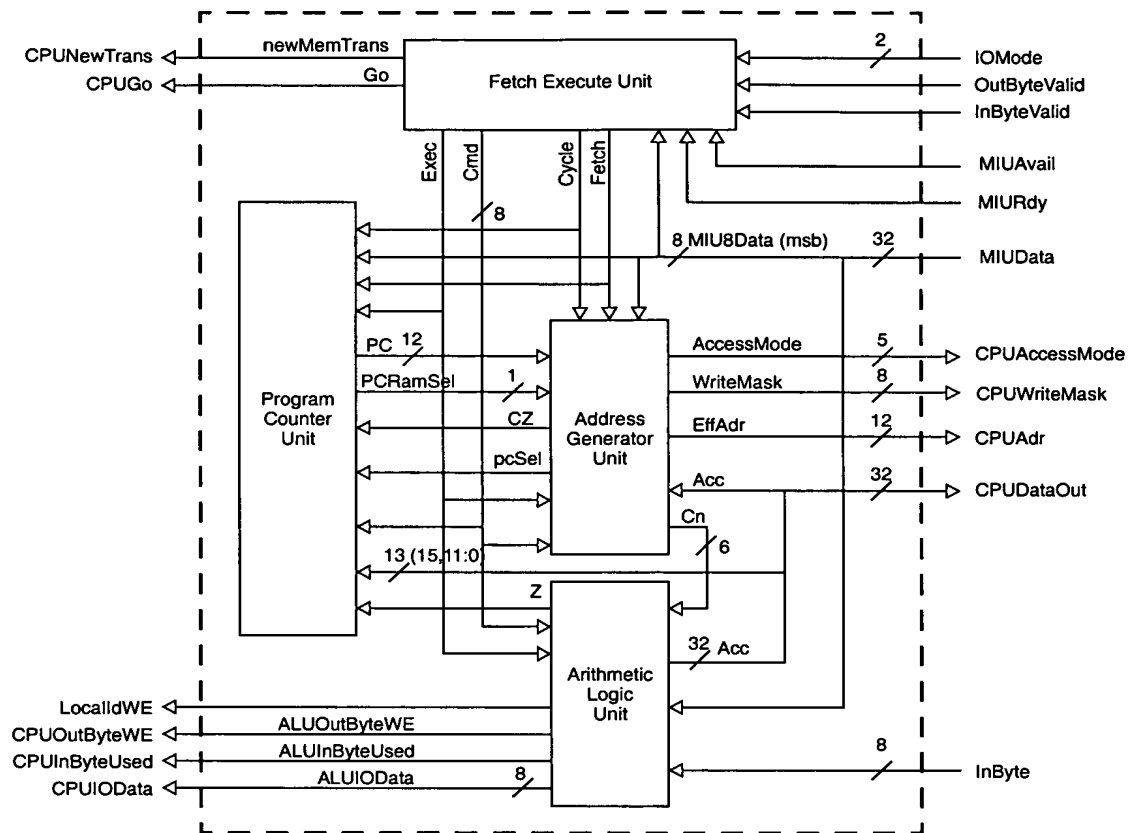 newMemTrans
CPUNewTrans
2
IOMode
Go
CPUGo
Fetch Execute Unit
OutByteValid
InByteValid
Exec
Cmd
Cycle
Fetch
MIUAvail
8
MIURdy
8 MIU8Data (msb)
32
MIUData
PC
12
AccessMode
5
CPUAccessMode
PCRamSel
1
WriteMask
8
CPUWriteMask
Program
Counter
Unit
CZ
Address
Generator
Unit
EffAdr
12
CPUAdr
pcSel
Acc
32
CPUDataOut
Cn
6
13 (15,11:0)
Z
32 Acc
Arithmetic
Logic
Unit
LocalIdWE
ALUOutByteWE
CPUOutByteWE
ALUInByteUsed
CPUInByteUsed
ALUIOData
8
CPUIOData
8
InByte